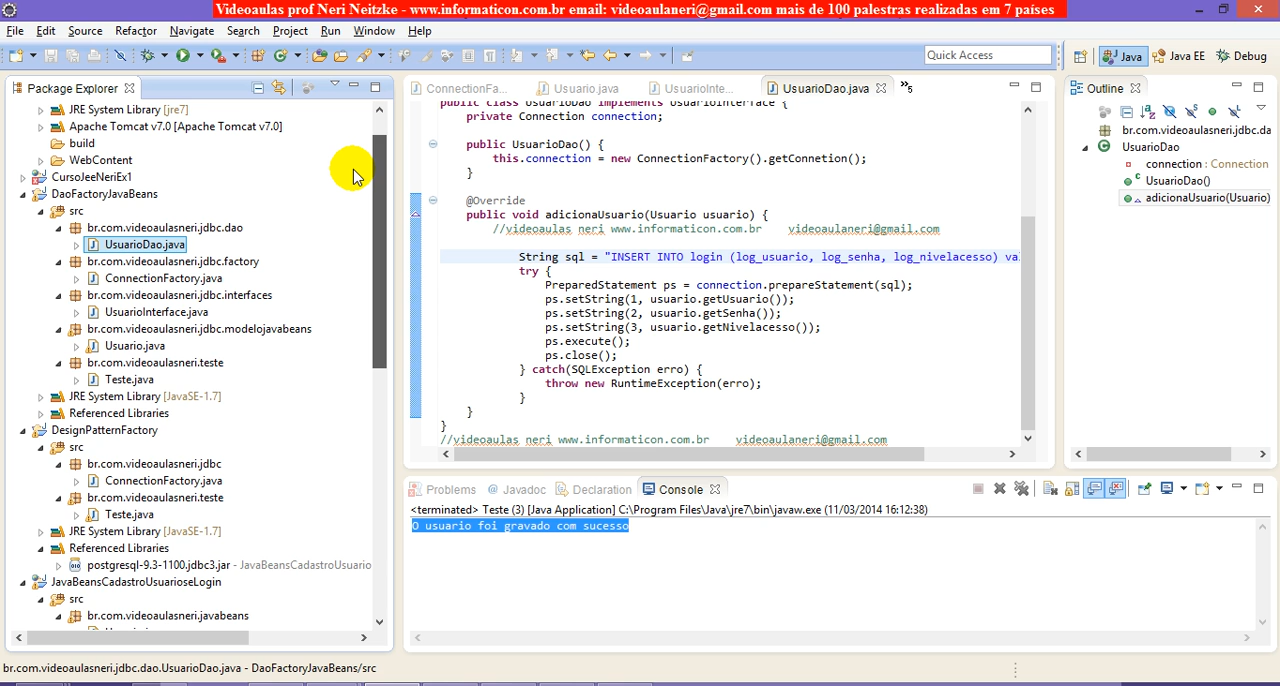 Videoaulas prof Neri Neitzke - www.informaticon.com.br email: videoaulaneri@gmail.com mais de 100 palestras realizadas em 7 países
File Edit Source Refactor Navigate Search Project Run Window Help
Quick Access
Java
Java EE
Debug
Package Explorer
JRE System Library [jre7]
Apache Tomcat v7.0 [Apache Tomcat v7.0]
build
WebContent
CursoJeeNeriEx1
DaoFactoryJavaBeans
src
br.com.videoaulasneri.jdbc.dao
UsuarioDao.java
br.com.videoaulasneri.jdbc.factory
ConnectionFactory.java
br.com.videoaulasneri.jdbc.interfaces
UsuarioInterface.java
br.com.videoaulasneri.jdbc.modelojavabeans
Usuario.java
br.com.videoaulasneri.teste
Teste.java
JRE System Library [JavaSE-1.7]
Referenced Libraries
DesignPatternFactory
src
br.com.videoaulasneri.jdbc
ConnectionFactory.java
br.com.videoaulasneri.teste
Teste.java
JRE System Library [JavaSE-1.7]
Referenced Libraries
postgresql-9.3-1100.jdbc3.jar - JavaBeansCadastroUsuario
JavaBeansCadastroUsuarioseLogin
src
br.com.videoaulasneri.javabeans
ConnectionFa... Usuario.java UsuarioInte... UsuarioDao.java »5
public class UsuarioDao implements UsuarioInterface {
private Connection connection;
public UsuarioDao() {
this.connection = new ConnectionFactory().getConnetion();
}
@Override
public void adicionaUsuario(Usuario usuario) {
//videoaulas neri www.informaticon.com.br videoaulaneri@gmail.com
String sql = "INSERT INTO login (log_usuario, log_senha, log_nivelacesso) va
try {
PreparedStatement ps = connection.prepareStatement(sql);
ps.setString(1, usuario.getUsuario());
ps.setString(2, usuario.getSenha());
ps.setString(3, usuario.getNivelacesso());
ps.execute();
ps.close();
} catch(SQLException erro) {
throw new RuntimeException(erro);
}
}
}
//videoaulas neri www.informaticon.com.br videoaulaneri@gmail.com
Outline
br.com.videoaulasneri.jdbc.da
UsuarioDao
connection : Connection
UsuarioDao()
adicionaUsuario(Usuario)
Problems @ Javadoc Declaration Console
<terminated> Teste (3) [Java Application] C:\Program Files\Java\jre7\bin\javaw.exe (11/03/2014 16:12:38)
O usuario foi gravado com sucesso
br.com.videoaulasneri.jdbc.dao.UsuarioDao.java - DaoFactoryJavaBeans/src